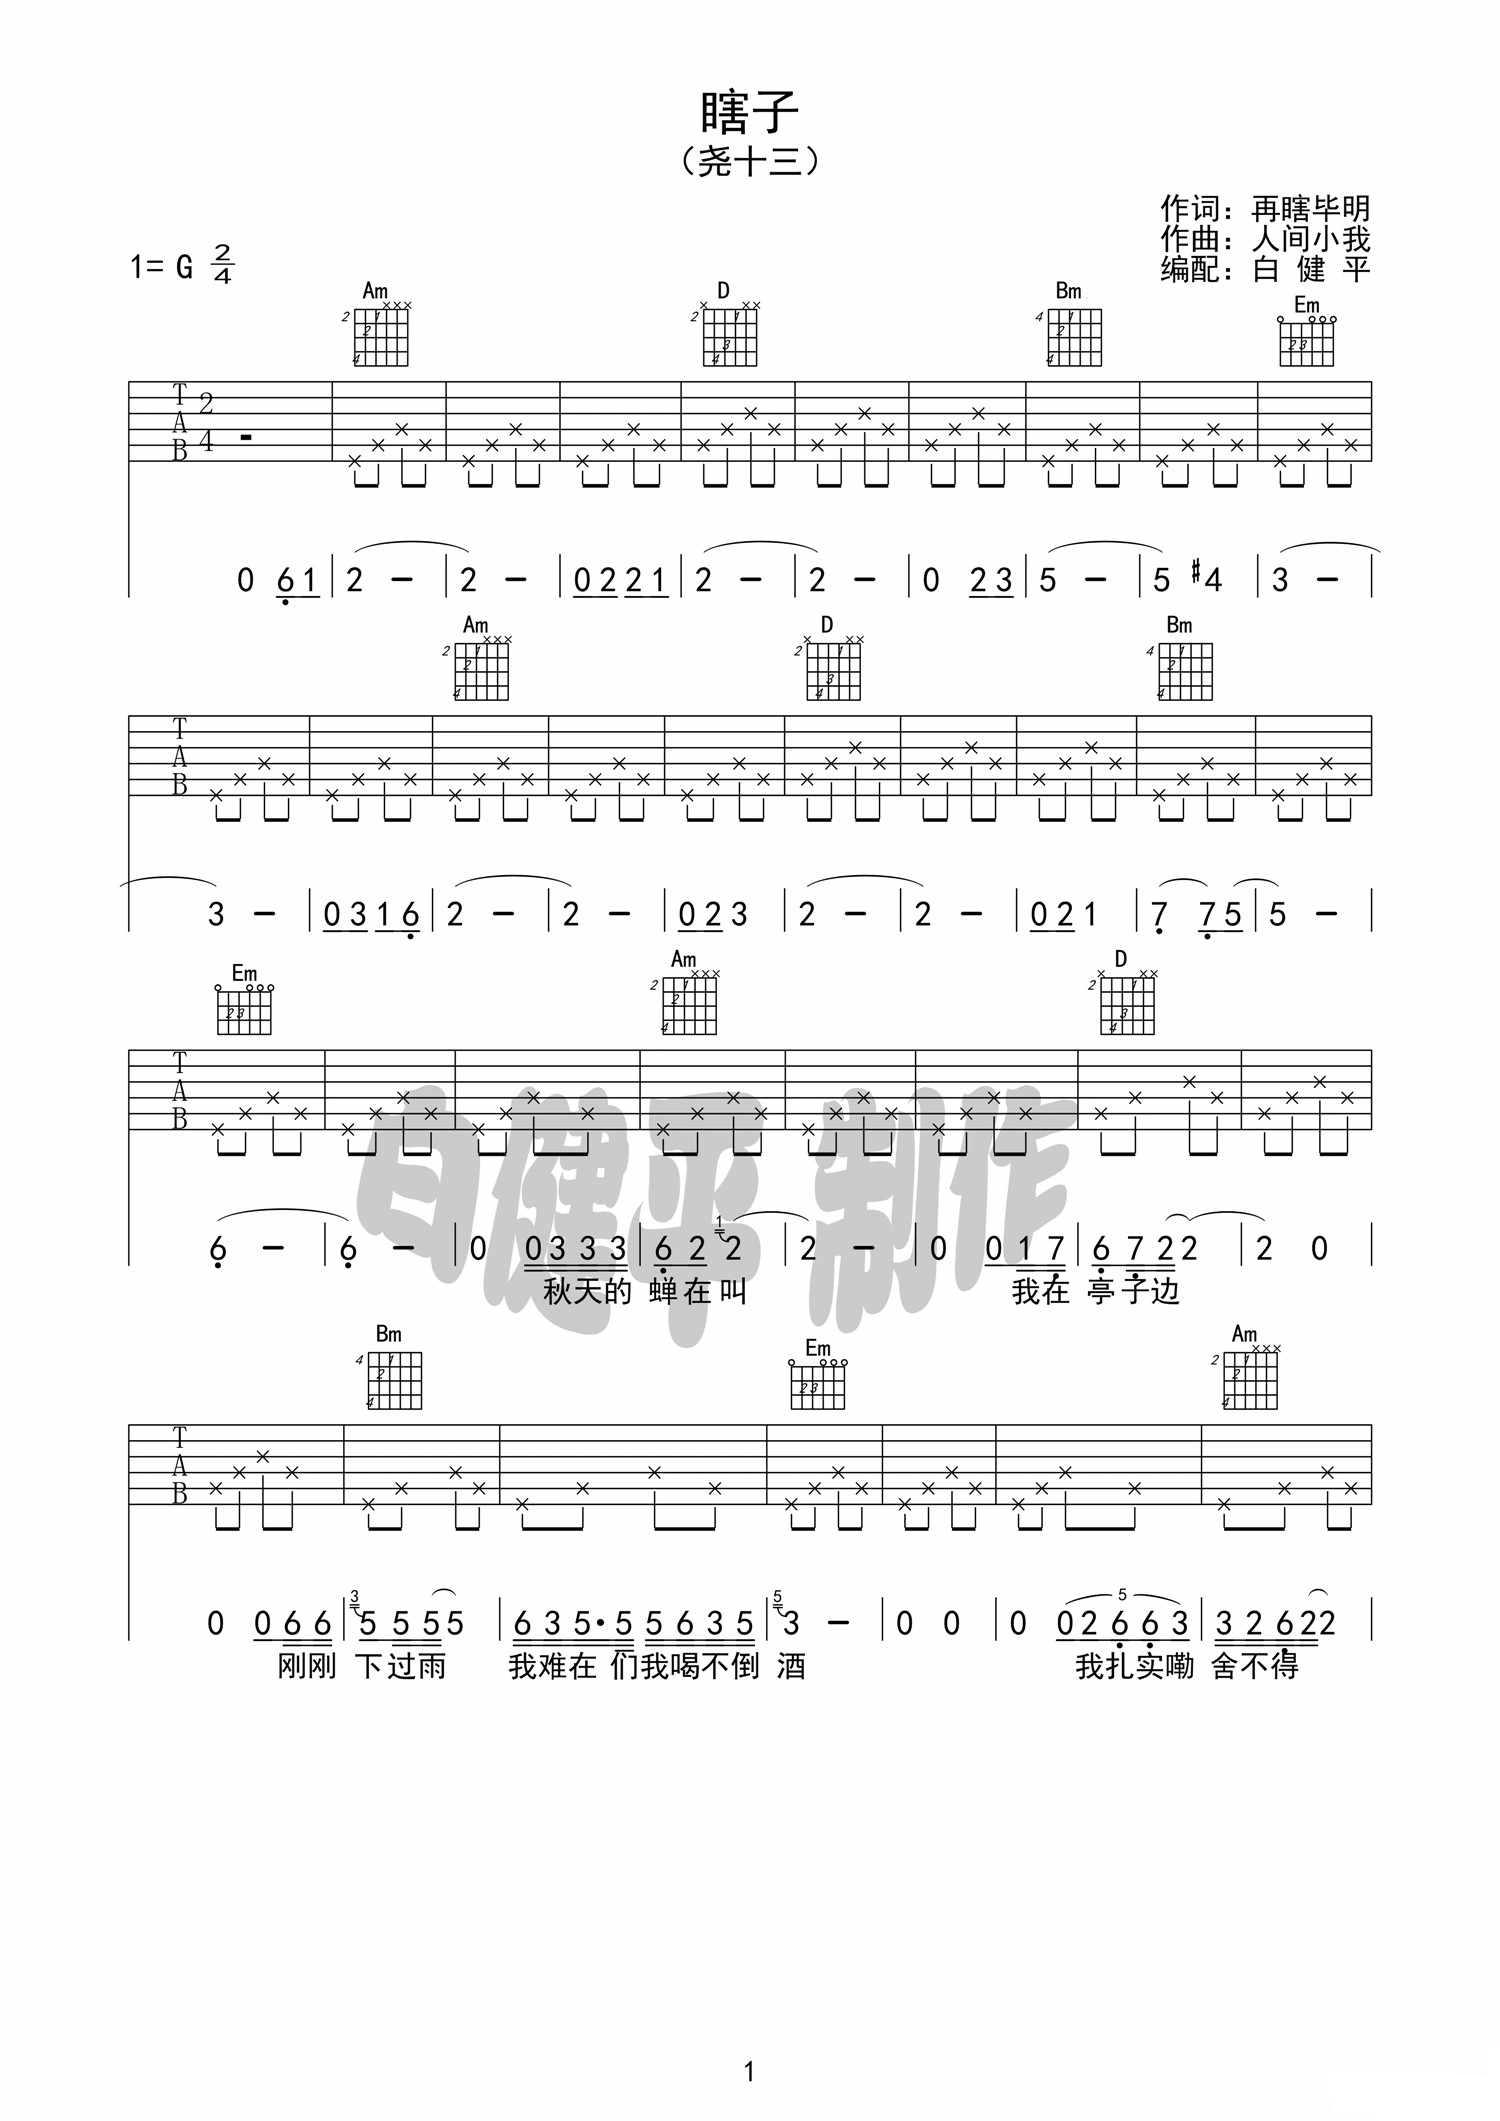 瞎子
（尧十三）
作词：再瞎毕明
作曲：人间小我
编配：白 健 平
1= G 2/4
Am D Bm Em
T A B 2 4
0 6 1 | 2 - | 2 - | 0 2 2 1 | 2 - | 2 - | 0 2 3 | 5 - | 5 #4 | 3 - |
Am D Bm
T A B
3 - | 0 3 1 6 | 2 - | 2 - | 0 2 3 | 2 - | 2 - | 0 2 1 | 7 7 5 | 5 - |
Em Am D
T A B
白健平 制作
6 - | 6 - | 0 0 3 3 3 | 6 2 1 2 | 2 - | 0 0 1 7 | 6 7 2 2 | 2 0 |
秋天的 蝉在叫 我在 亭子边
Bm Em Am
T A B
0 0 6 6 | 3 5 5 5 5 | 6 3 5· 5 5 6 3 5 | 5 3 - | 0 0 | 0 0 2 6 6 3 | 3 2 6 2 2 |
刚刚 下过雨 我难在 们我喝不倒 酒 我扎实嘞 舍不得
1